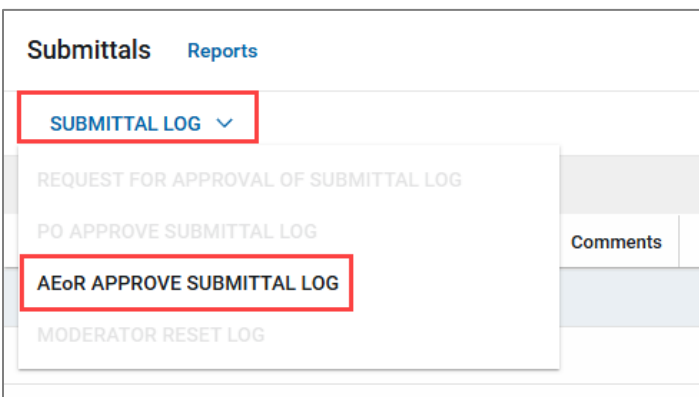 Submittals Reports
SUBMITTAL LOG
REQUEST FOR APPROVAL OF SUBMITTAL LOG
PO APPROVE SUBMITTAL LOG
Comments
AEoR APPROVE SUBMITTAL LOG
MODERATOR RESET LOG